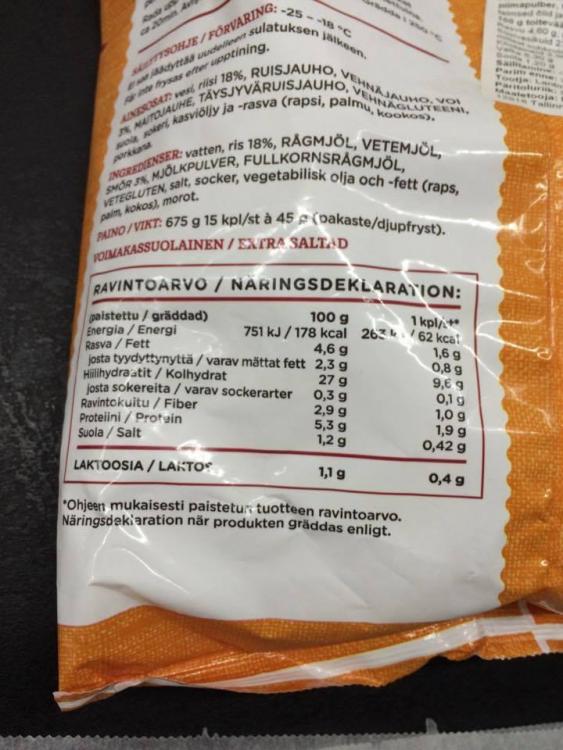 SÄILYTYSOHJE / FÖRVARING: -25 - -18 °C
Ei saa jäädyttää uudelleen sulatuksen jälkeen.
Får inte frysas efter upptining.
AINESOSAT: vesi, riisi 18%, RUISJAUHO, VEHNÄJAUHO, VOI
3%, MAITOJAUHE, TÄYSJYVÄRUISJAUHO, VEHNÄGLUTEENI,
suola, sokeri, kasviöljy ja -rasva (rapsi, palmu, kookos),
porkkana.
INGREDIENSER: vatten, ris 18%, RÅGMJÖL, VETEMJÖL,
SMÖR 3%, MJÖLKPULVER, FULLKORNSRÅGMJÖL,
VETEGLUTEN, salt, socker, vegetabilisk olja och -fett (raps,
palm, kokos), morot.
PAINO / VIKT: 675 g 15 kpl/st à 45 g (pakaste/djupfryst).
VOIMAKASSUOLAINEN / EXTRA SALTAD
RAVINTOARVO / NÄRINGSDEKLARATION:
(paistettu / gräddad) 100 g 1 kpl/st*
Energia / Energi 751 kJ / 178 kcal 263 kJ / 62 kcal
Rasva / Fett 4,6 g 1,6 g
josta tyydyttynyttä / varav mättat fett 2,3 g 0,8 g
Hiilihydraatit / Kolhydrat 27 g 9,6 g
josta sokereita / varav sockerarter 0,3 g 0,1 g
Ravintokuitu / Fiber 2,9 g 1,0 g
Proteiini / Protein 5,3 g 1,9 g
Suola / Salt 1,2 g 0,42 g
LAKTOOSIA / LAKTOS 1,1 g 0,4 g
*Ohjeen mukaisesti paistetun tuotteen ravintoarvo.
Näringsdeklaration när produkten gräddas enligt.